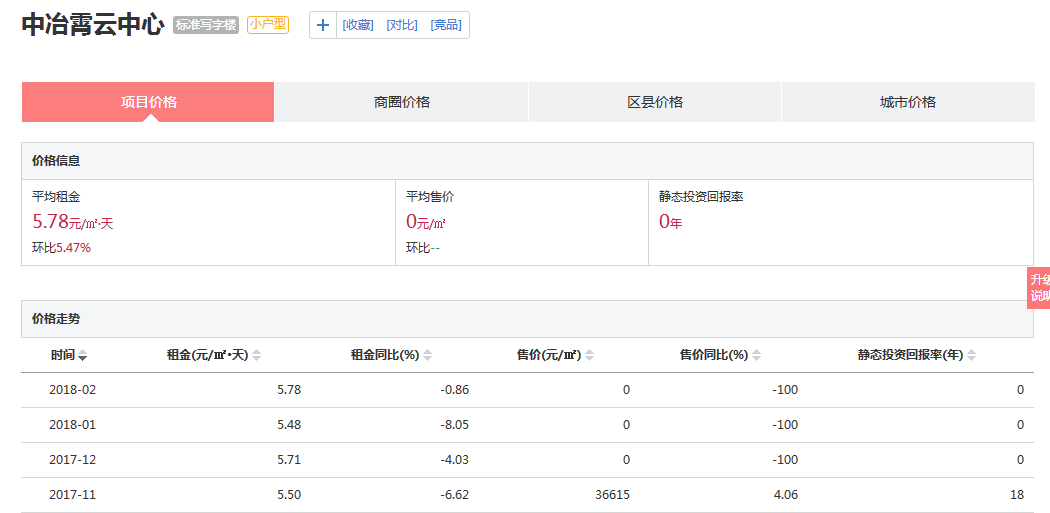 中冶霄云中心 标准写字楼 小户型 + [收藏] [对比] [竞品]
项目价格 商圈价格 区县价格 城市价格
价格信息
平均租金 平均售价 静态投资回报率
5.78元/㎡·天 0元/㎡ 0年
环比5.47% 环比--
升级
说明
价格走势
时间 租金(元/㎡·天) 租金同比(%) 售价(元/㎡) 售价同比(%) 静态投资回报率(年)
2018-02 5.78 -0.86 0 -100 0
2018-01 5.48 -8.05 0 -100 0
2017-12 5.71 -4.03 0 -100 0
2017-11 5.50 -6.62 36615 4.06 18